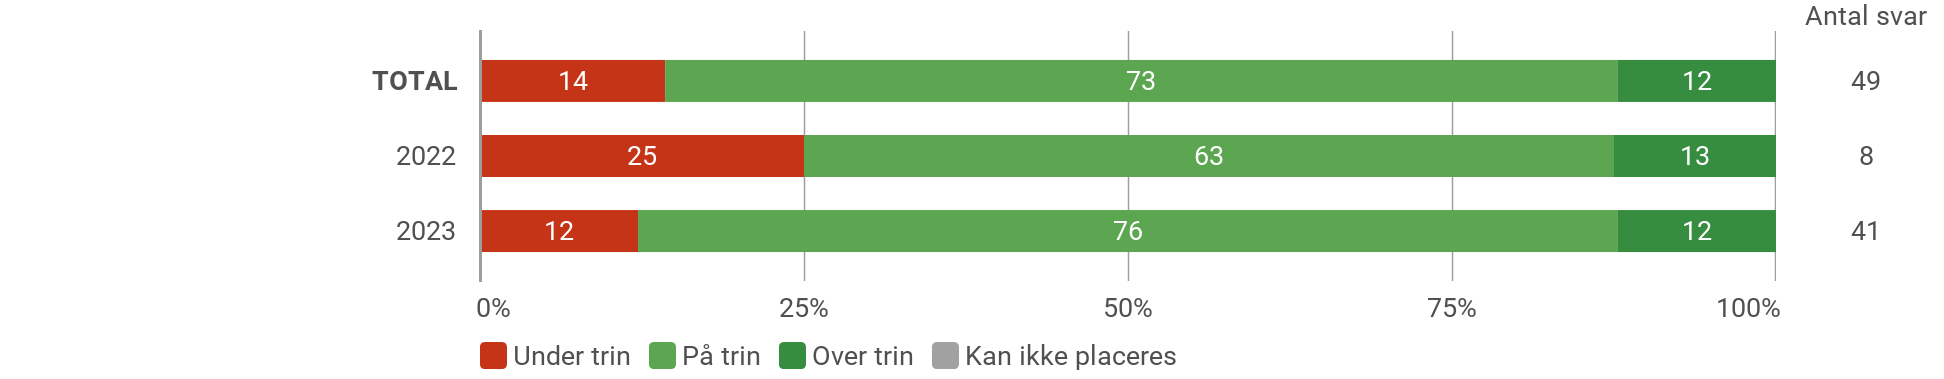 Antal svar
TOTAL 14 73 12 49
2022 25 63 13 8
2023 12 76 12 41
0% 25% 50% 75% 100%
Under trin På trin Over trin Kan ikke placeres